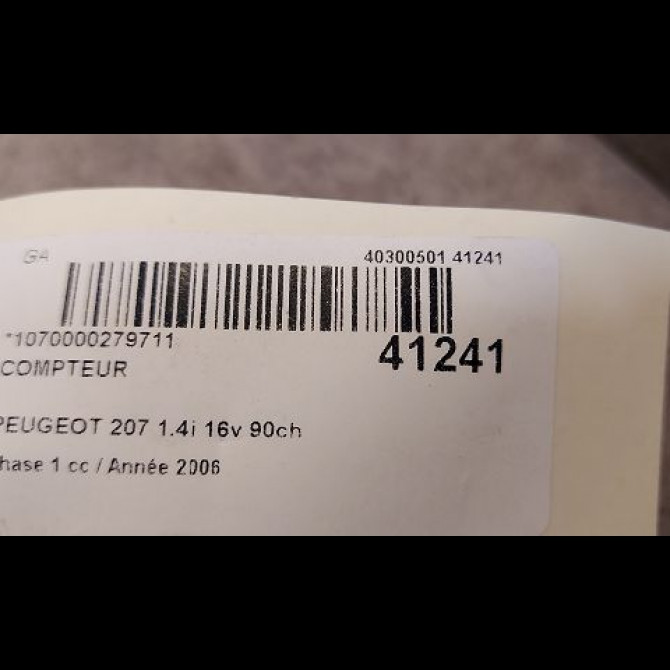 GA 40300501 41241
*1070000279711 41241
COMPTEUR
PEUGEOT 207 1.4i 16v 90ch
hase 1 cc / Année 2006